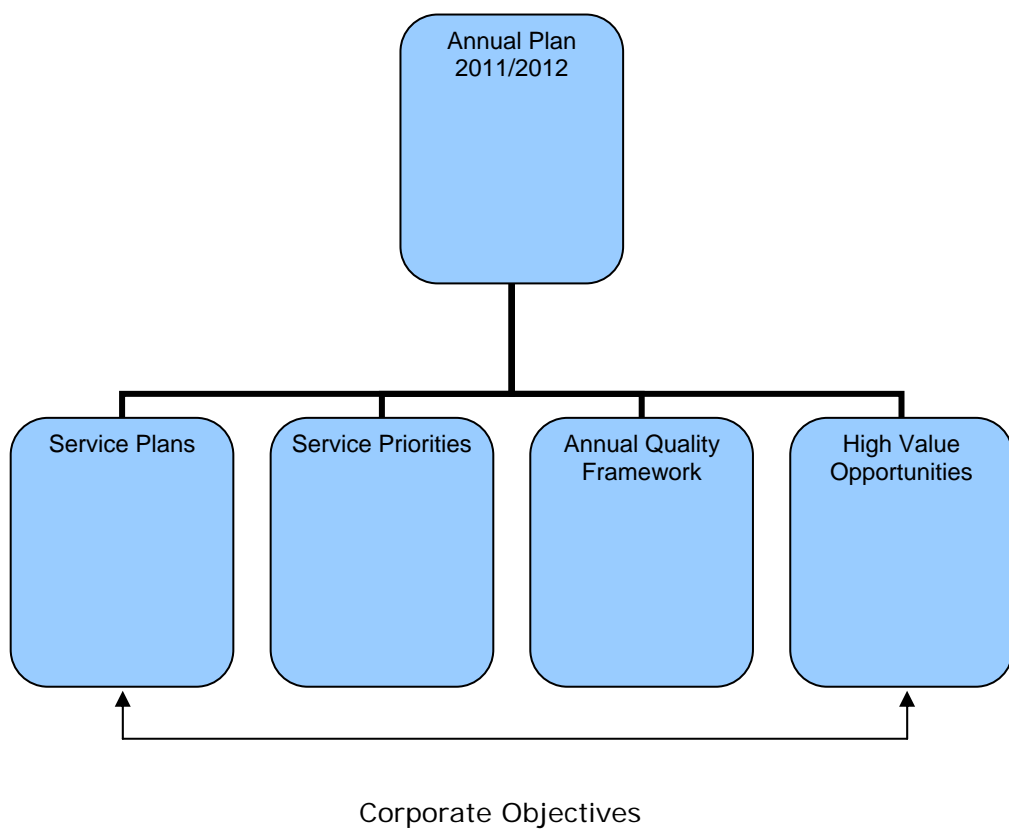 Annual Plan
2011/2012
Service Plans
Service Priorities
Annual Quality
Framework
High Value
Opportunities
Corporate Objectives